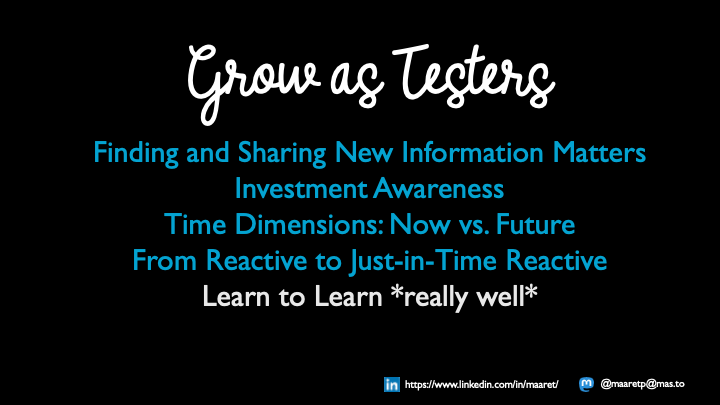 Grow as Testers
Finding and Sharing New Information Matters
Investment Awareness
Time Dimensions: Now vs. Future
From Reactive to Just-in-Time Reactive
Learn to Learn *really well*
in https://www.linkedin.com/in/maaret/ m @maaretp@mas.to